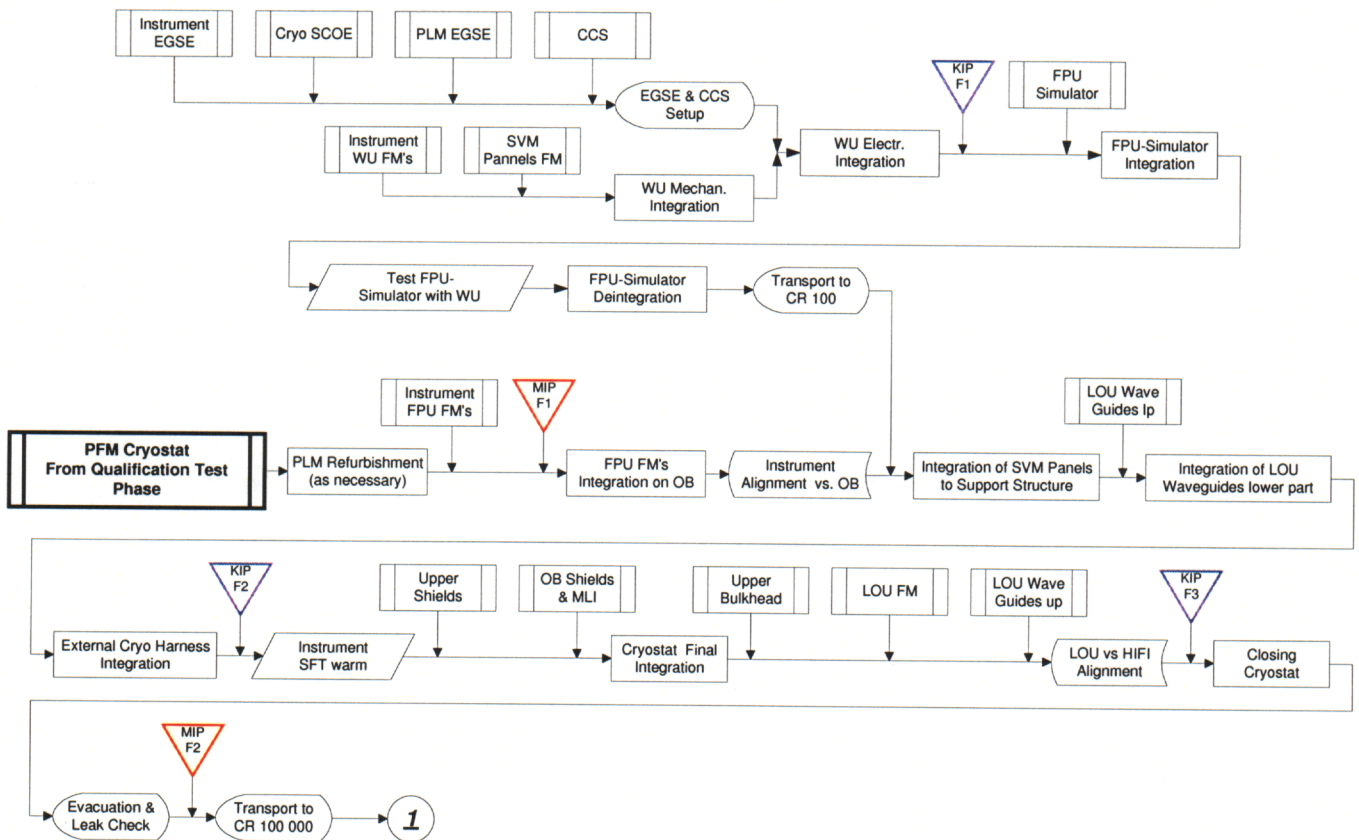 Instrument
EGSE
Cryo SCOE
PLM EGSE
CCS
EGSE & CCS
Setup
KIP
F1
FPU
Simulator
Instrument
WU FM's
SVM
Pannels FM
WU Mechan.
Integration
WU Electr.
Integration
FPU-Simulator
Integration
Test FPU-
Simulator with WU
FPU-Simulator
Deintegration
Transport to
CR 100
Instrument
FPU FM's
MIP
F1
LOU Wave
Guides lp
PFM Cryostat
From Qualification Test
Phase
PLM Refurbishment
(as necessary)
FPU FM's
Integration on OB
Instrument
Alignment vs. OB
Integration of SVM Panels
to Support Structure
Integration of LOU
Waveguides lower part
KIP
F2
Upper
Shields
OB Shields
& MLI
Upper
Bulkhead
LOU FM
LOU Wave
Guides up
KIP
F3
External Cryo Harness
Integration
Instrument
SFT warm
Cryostat Final
Integration
LOU vs HIFI
Alignment
Closing
Cryostat
MIP
F2
Evacuation &
Leak Check
Transport to
CR 100 000
1